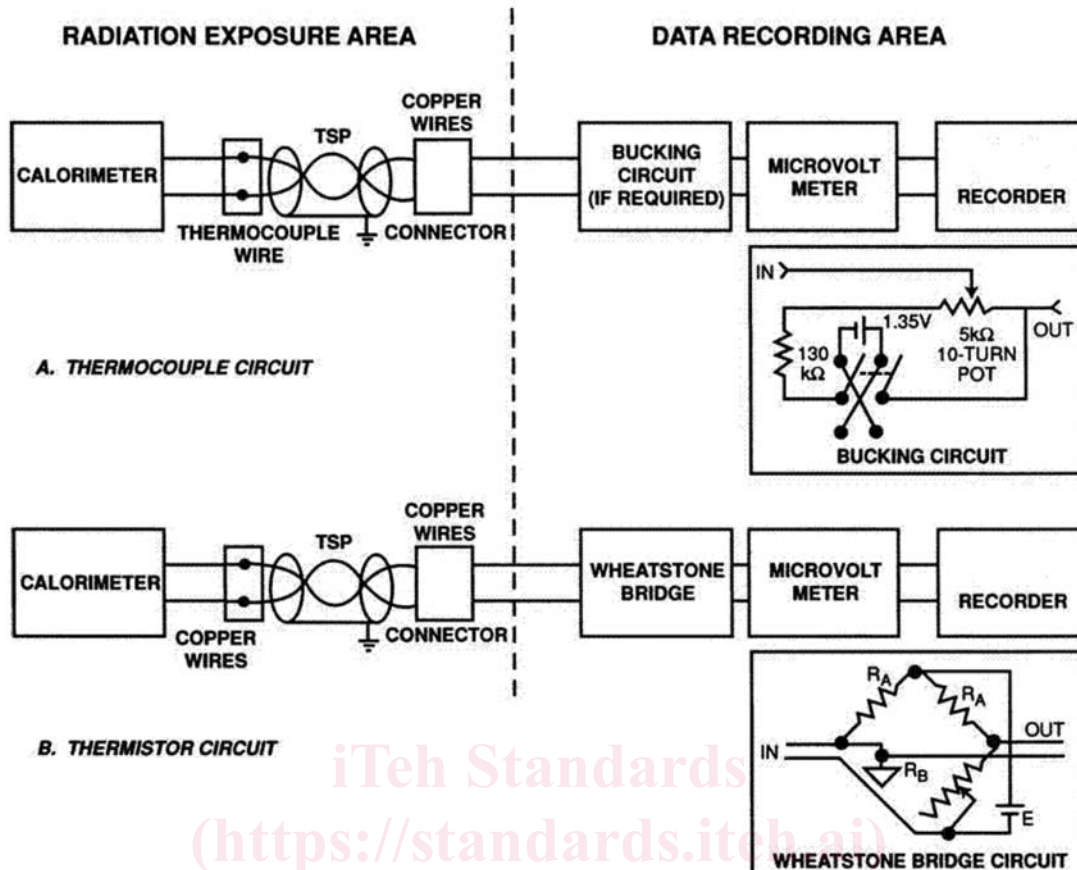 RADIATION EXPOSURE AREA
DATA RECORDING AREA
CALORIMETER
THERMOCOUPLE
WIRE
TSP
COPPER
WIRES
CONNECTOR
BUCKING
CIRCUIT
(IF REQUIRED)
MICROVOLT
METER
RECORDER
IN
1.35V
130
kΩ
5kΩ
10-TURN
POT
OUT
BUCKING CIRCUIT
A. THERMOCOUPLE CIRCUIT
CALORIMETER
COPPER
WIRES
TSP
COPPER
WIRES
CONNECTOR
WHEATSTONE
BRIDGE
MICROVOLT
METER
RECORDER
RA
RA
IN
OUT
RB
E
WHEATSTONE BRIDGE CIRCUIT
B. THERMISTOR CIRCUIT
iTeh Standards
(https://standards.iteh.ai)